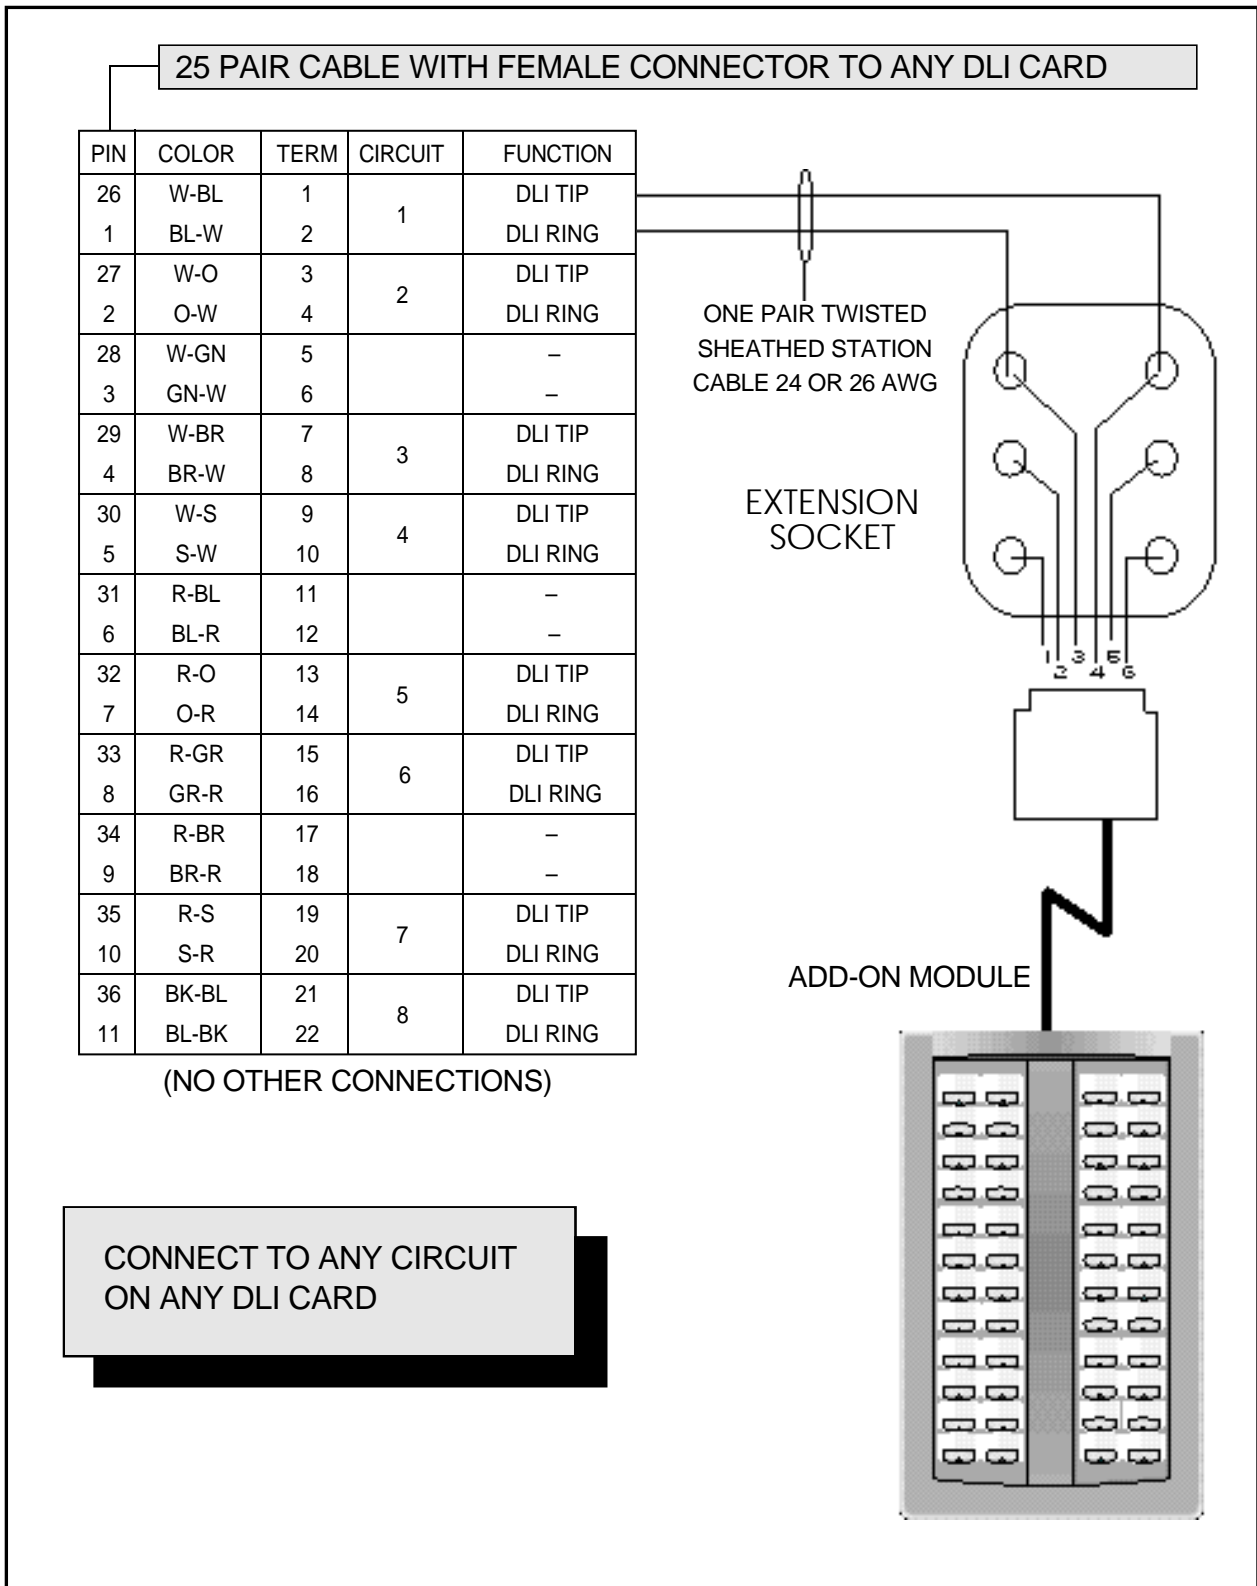 25 PAIR CABLE WITH FEMALE CONNECTOR TO ANY DLI CARD
PIN COLOR TERM CIRCUIT FUNCTION
26 W-BL 1 1 DLI TIP
1 BL-W 2 DLI RING
27 W-O 3 2 DLI TIP
2 O-W 4 DLI RING
28 W-GN 5 –
3 GN-W 6 –
29 W-BR 7 3 DLI TIP
4 BR-W 8 DLI RING
30 W-S 9 4 DLI TIP
5 S-W 10 DLI RING
31 R-BL 11 –
6 BL-R 12 –
32 R-O 13 5 DLI TIP
7 O-R 14 DLI RING
33 R-GR 15 6 DLI TIP
8 GR-R 16 DLI RING
34 R-BR 17 –
9 BR-R 18 –
35 R-S 19 7 DLI TIP
10 S-R 20 DLI RING
36 BK-BL 21 8 DLI TIP
11 BL-BK 22 DLI RING
(NO OTHER CONNECTIONS)
ONE PAIR TWISTED
SHEATHED STATION
CABLE 24 OR 26 AWG
EXTENSION
SOCKET
1 2 3 4 5 6
ADD-ON MODULE
CONNECT TO ANY CIRCUIT
ON ANY DLI CARD